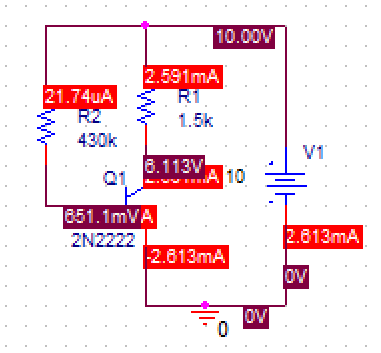 10.00V
2.591mA
21.74uA
R1
R2
1.5k
430k
V1
6.113V
A
10
Q1
651.1mV
A
2N2222
2.613mA
-2.613mA
0V
0V
0